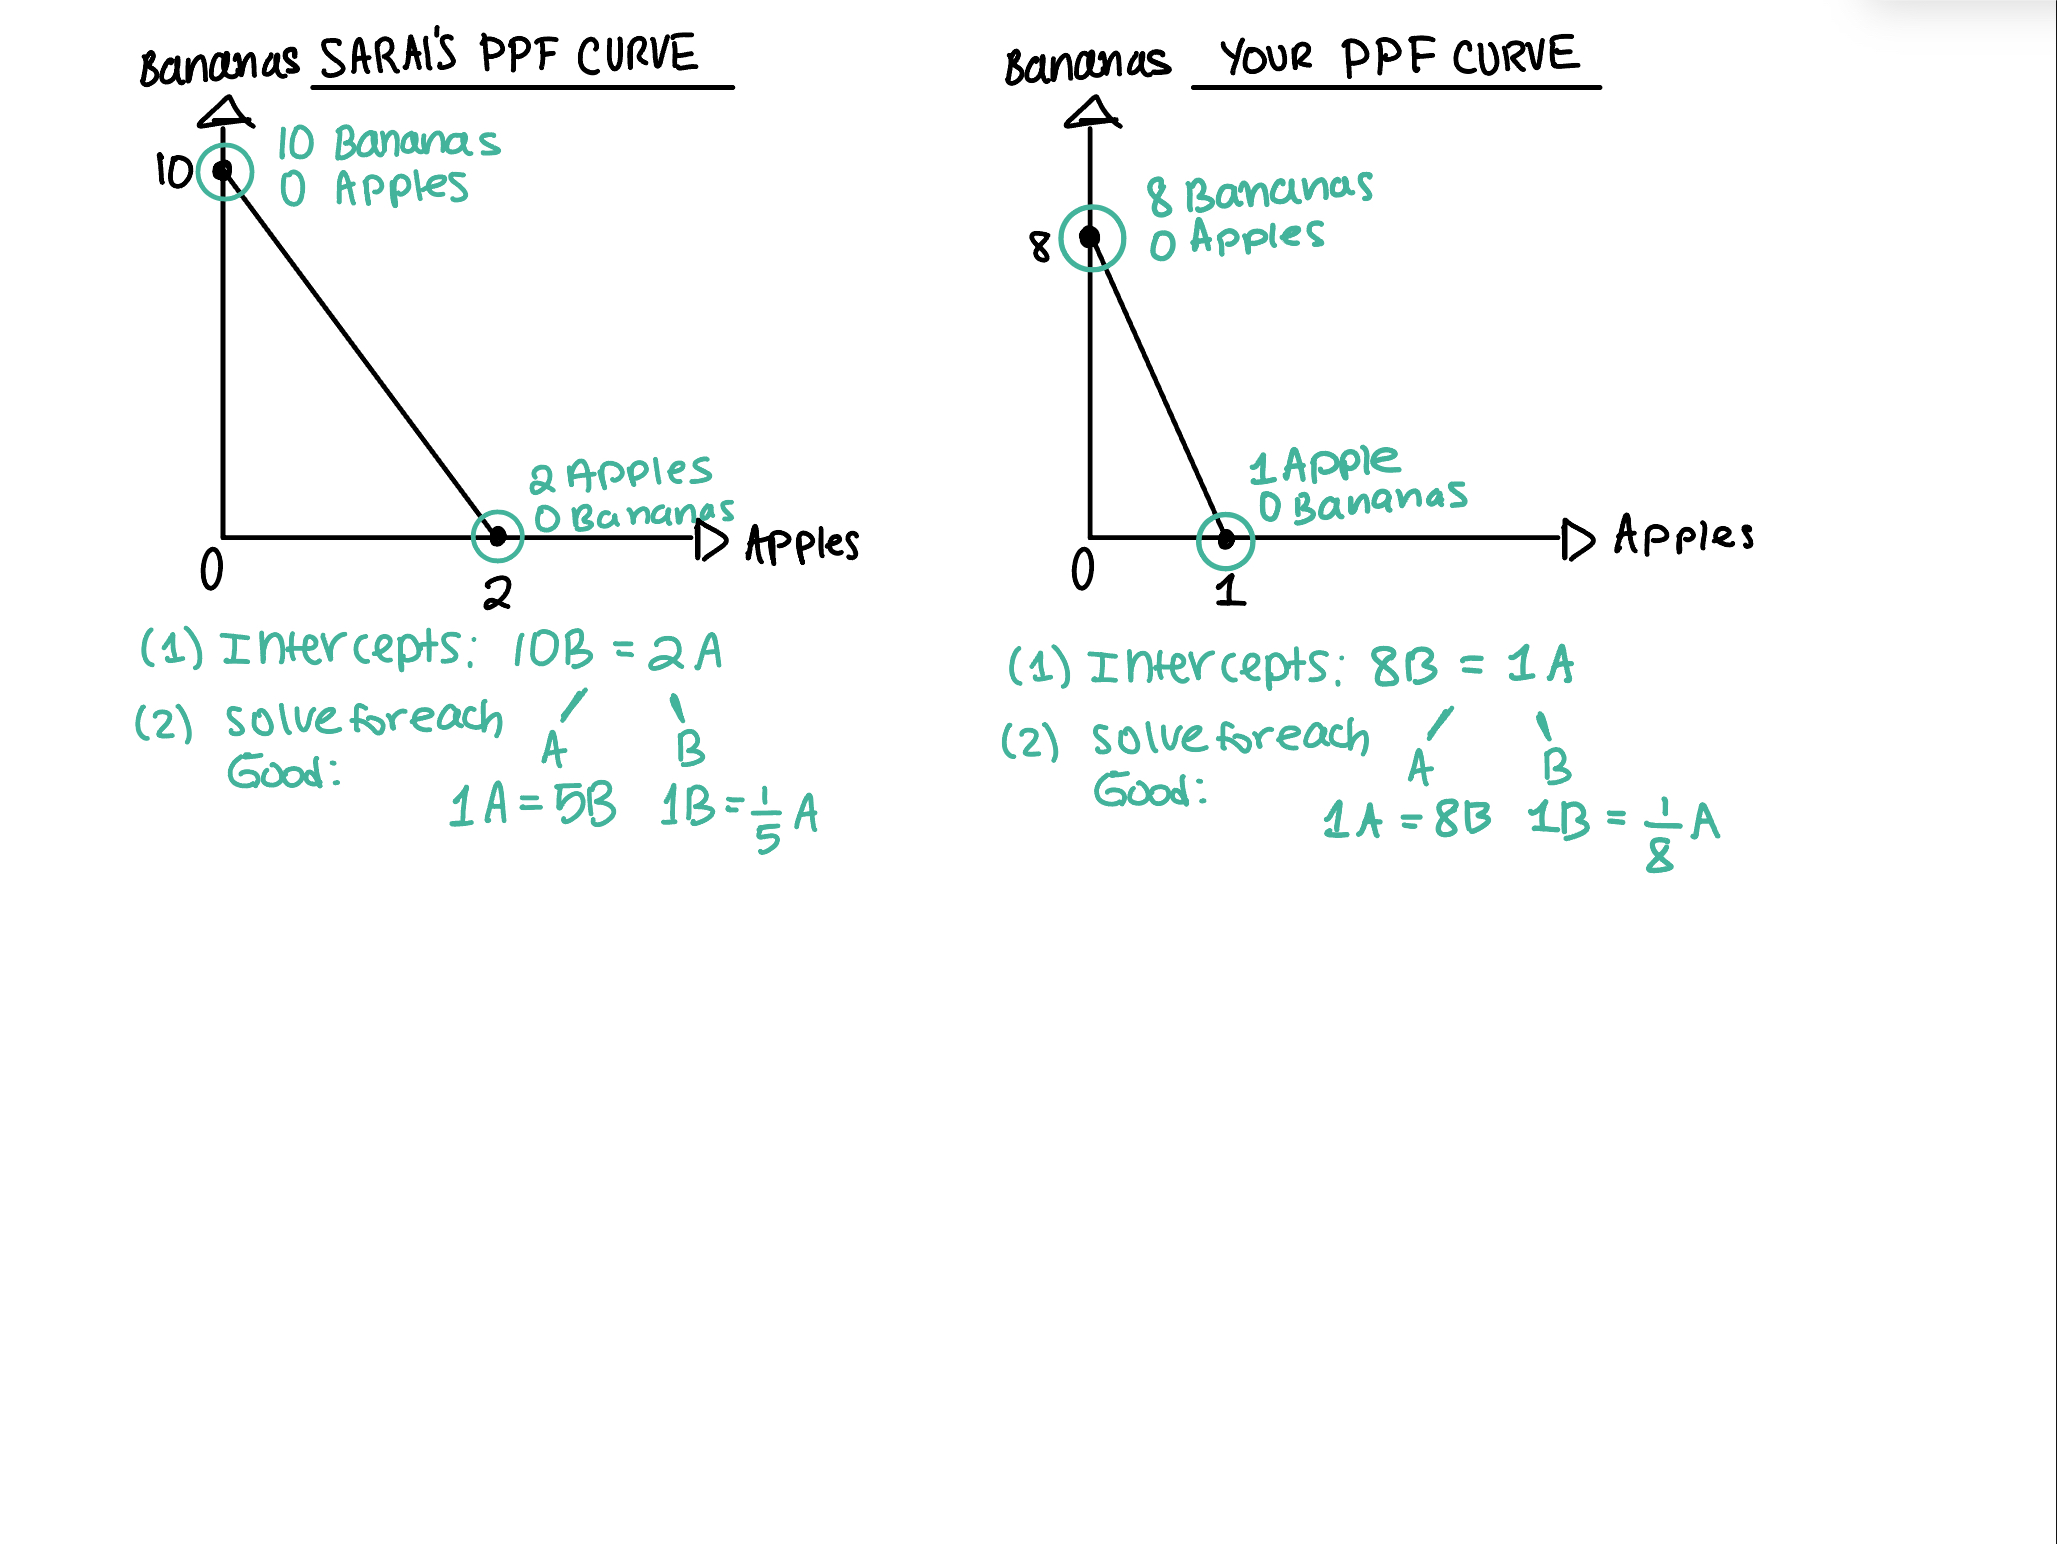 Bananas SARAI'S PPF CURVE
10 Bananas
0 Apples
10
2 Apples
0 Bananas
Apples
0
2
(1) Intercepts: 10B = 2A
(2) solve for each
Good:
A B
1A = 5B 1B = 1/5 A
Bananas YOUR PPF CURVE
8 Bananas
0 Apples
8
1 Apple
0 Bananas
Apples
0
1
(1) Intercepts: 8B = 1A
(2) solve for each
Good:
A B
1A = 8B 1B = 1/8 A